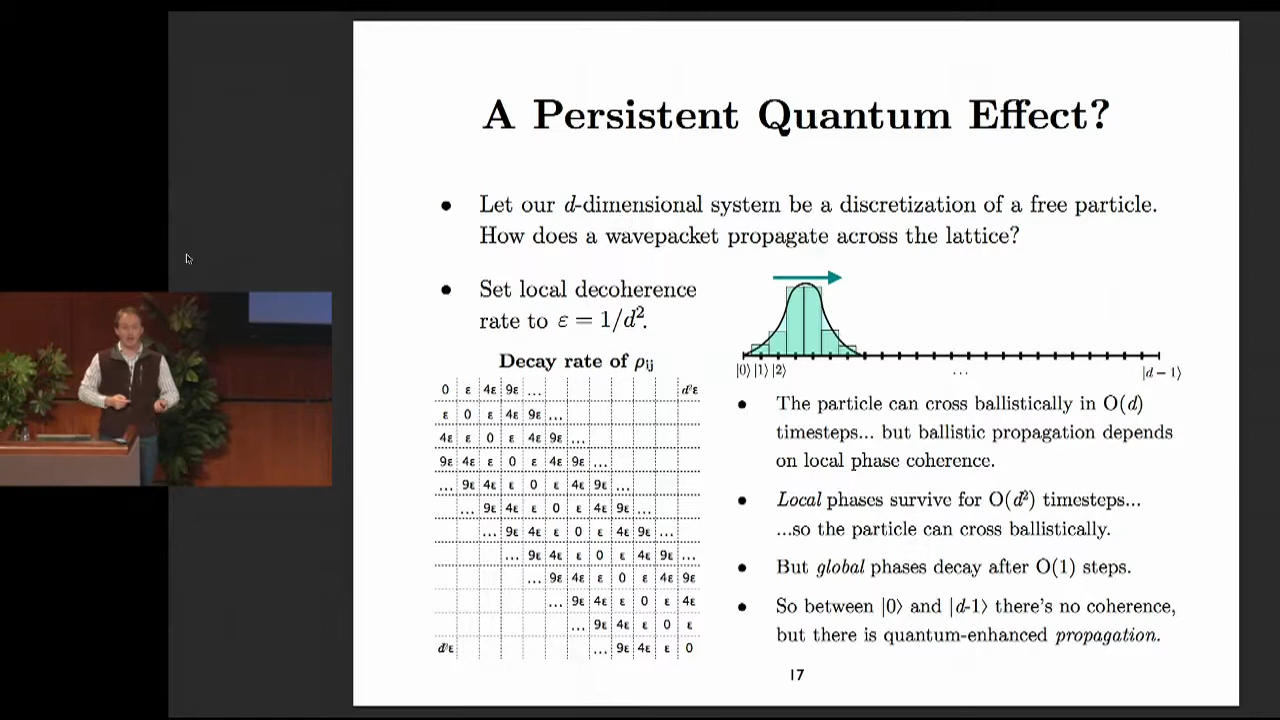 A Persistent Quantum Effect?
• Let our d-dimensional system be a discretization of a free particle.
How does a wavepacket propagate across the lattice?
• Set local decoherence
rate to ε = 1/d².
Decay rate of ρij
0 ε 4ε 9ε ... d²ε
ε 0 ε 4ε 9ε ...
4ε ε 0 ε 4ε 9ε ...
9ε 4ε ε 0 ε 4ε 9ε ...
... 9ε 4ε ε 0 ε 4ε 9ε ...
... 9ε 4ε ε 0 ε 4ε 9ε ...
... 9ε 4ε ε 0 ε 4ε 9ε ...
... 9ε 4ε ε 0 ε 4ε 9ε ...
... 9ε 4ε ε 0 ε 4ε 9ε
... 9ε 4ε ε 0 ε 4ε
... 9ε 4ε ε 0 ε
d²ε ... 9ε 4ε ε 0
|0⟩ |1⟩ |2⟩ ... |d − 1⟩
• The particle can cross ballistically in O(d)
timesteps... but ballistic propagation depends
on local phase coherence.
• Local phases survive for O(d²) timesteps...
...so the particle can cross ballistically.
• But global phases decay after O(1) steps.
• So between |0⟩ and |d-1⟩ there's no coherence,
but there is quantum-enhanced propagation.
17